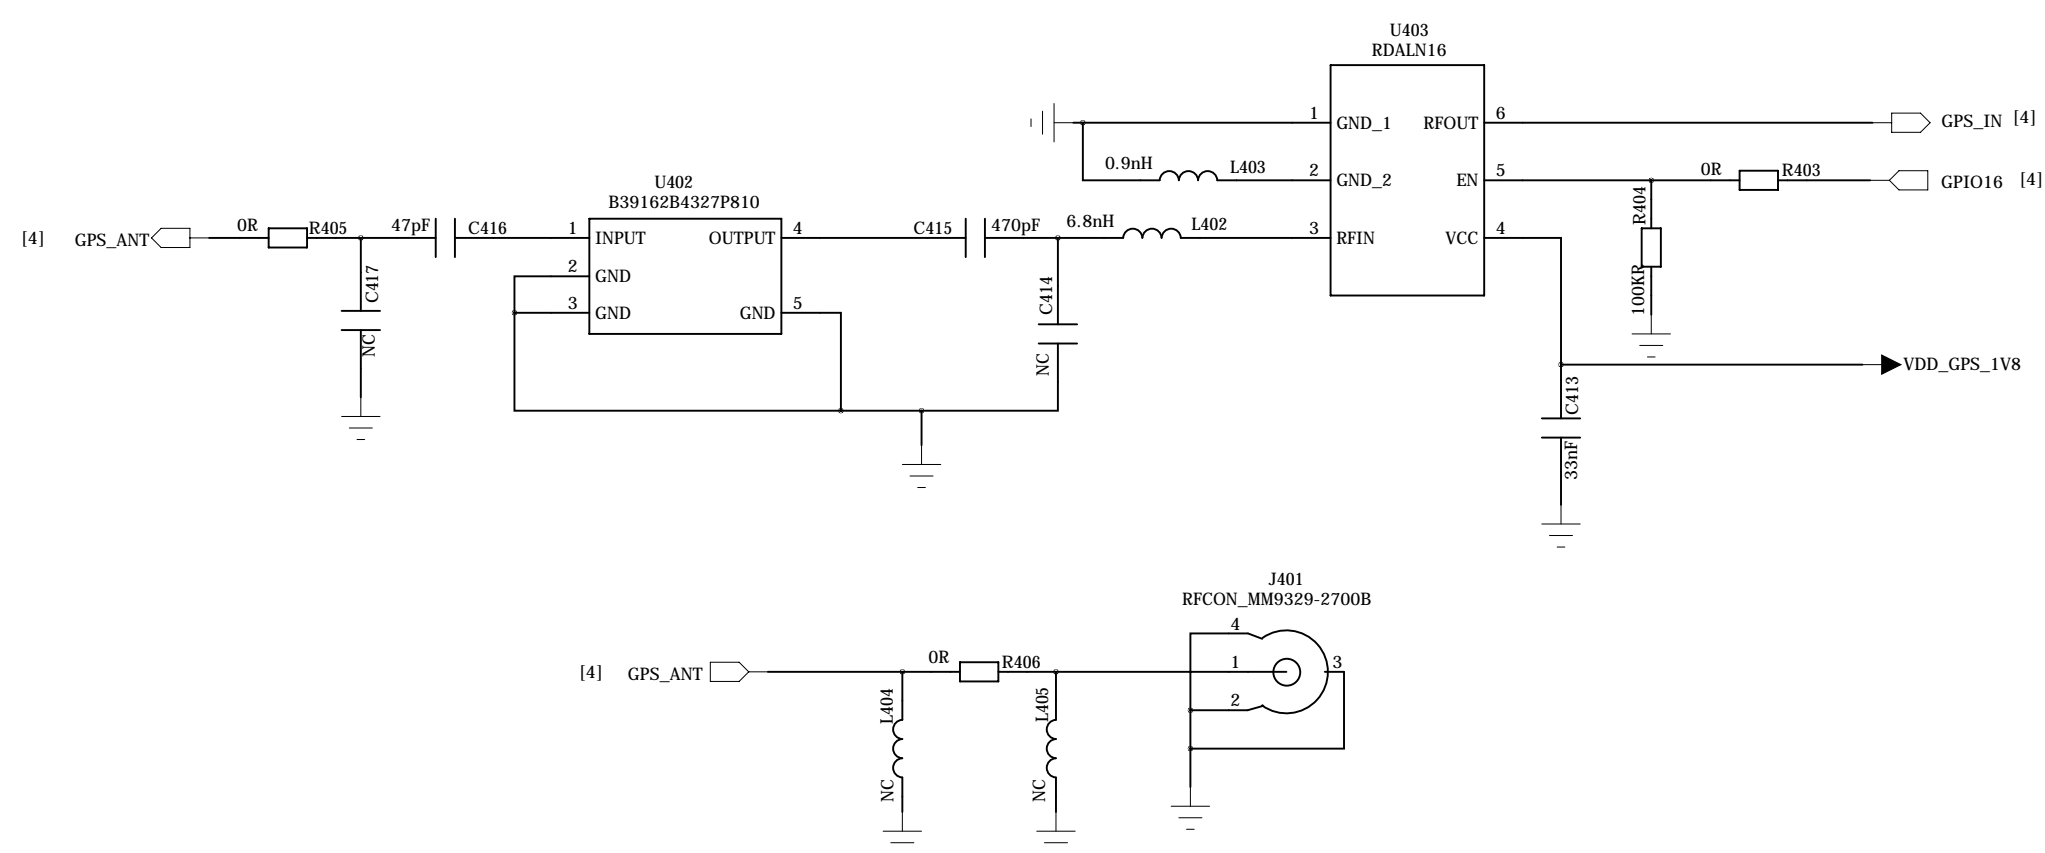 U403
RDALN16
1 GND_1 RFOUT 6 GPS_IN [4]
0.9nH L403 2 GND_2 EN 5 0R R403 GPIO16 [4]
R404
100KR
6.8nH L402 3 RFIN VCC 4
VDD_GPS_1V8
C413
33nF
U402
B39162B4327P810
[4] GPS_ANT 0R R405 47pF C416 1 INPUT OUTPUT 4 C415 470pF
2 GND
3 GND GND 5
C417
NC
C414
NC
J401
RFCON_MM9329-2700B
4
[4] GPS_ANT 0R R406 1 3
2
L404
NC
L405
NC